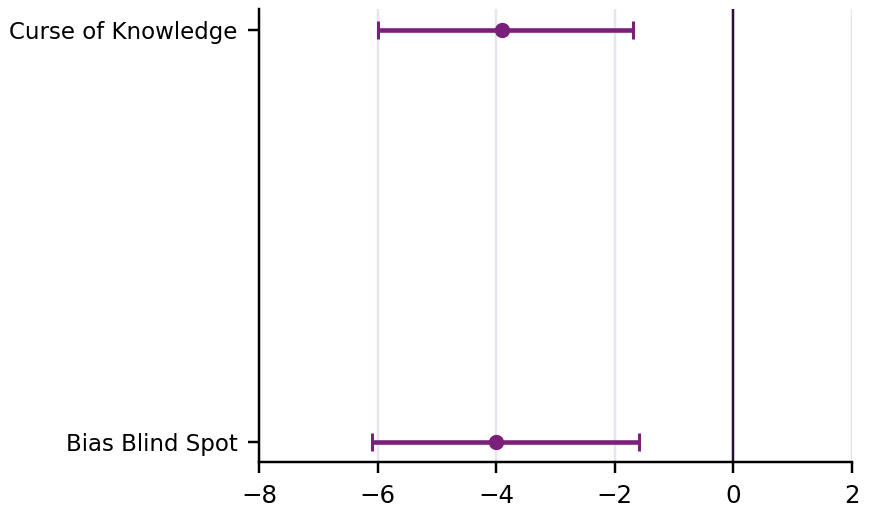 Curse of Knowledge
Bias Blind Spot
−8 −6 −4 −2 0 2